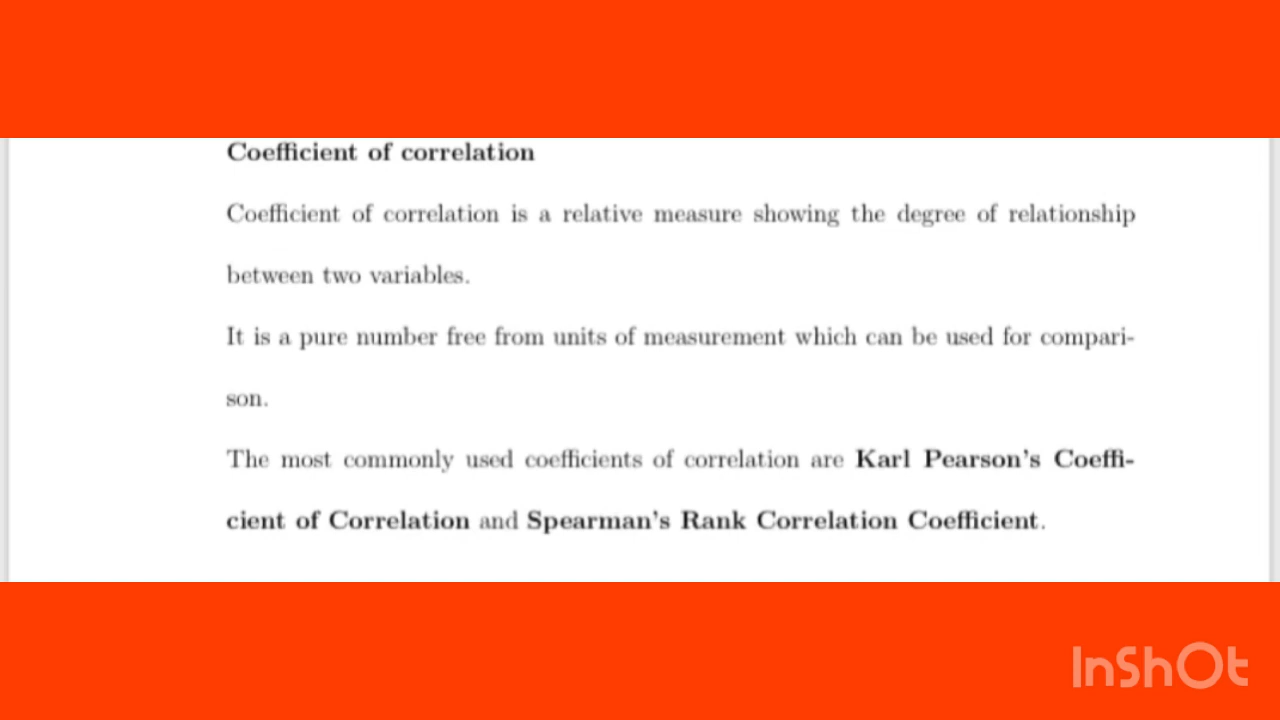 Coefficient of correlation
Coefficient of correlation is a relative measure showing the degree of relationship
between two variables.
It is a pure number free from units of measurement which can be used for compari-
son.
The most commonly used coefficients of correlation are Karl Pearson's Coeffi-
cient of Correlation and Spearman's Rank Correlation Coefficient.
InShOt